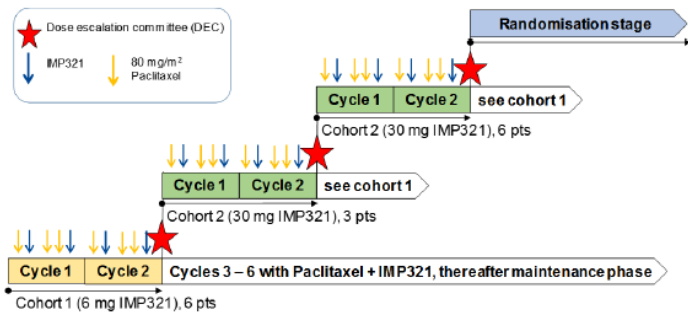 Dose escalation committee (DEC)
IMP321
80 mg/m²
Paclitaxel
Randomisation stage
Cycle 1
Cycle 2
see cohort 1
Cohort 2 (30 mg IMP321), 6 pts
Cycle 1
Cycle 2
see cohort 1
Cohort 2 (30 mg IMP321), 3 pts
Cycle 1
Cycle 2
Cycles 3 – 6 with Paclitaxel + IMP321, thereafter maintenance phase
Cohort 1 (6 mg IMP321), 6 pts